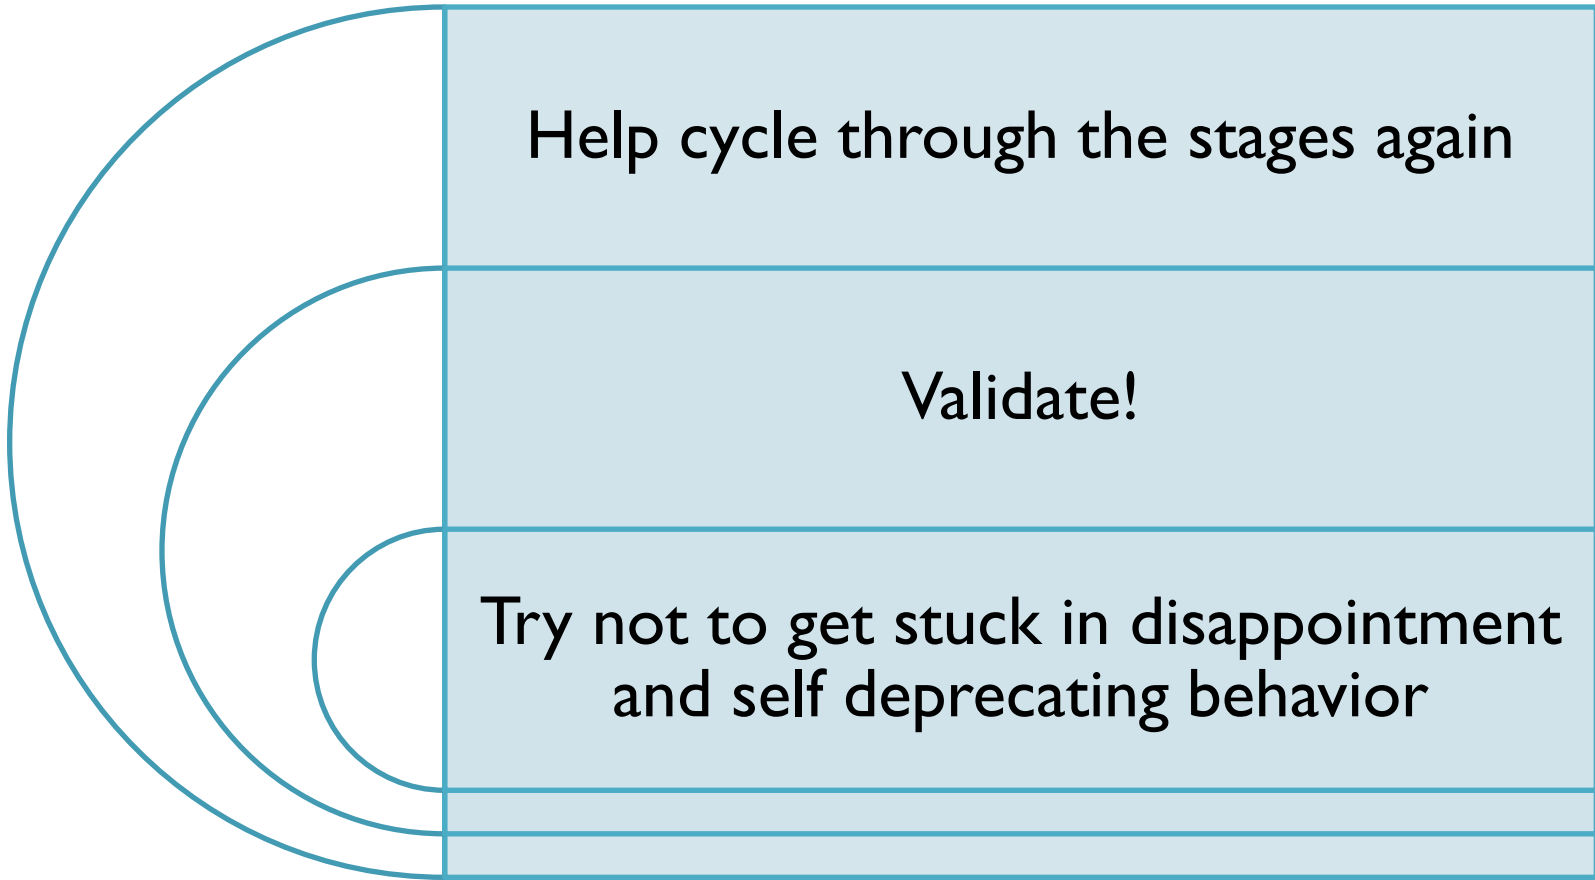 Help cycle through the stages again
Validate!
Try not to get stuck in disappointment
and self deprecating behavior